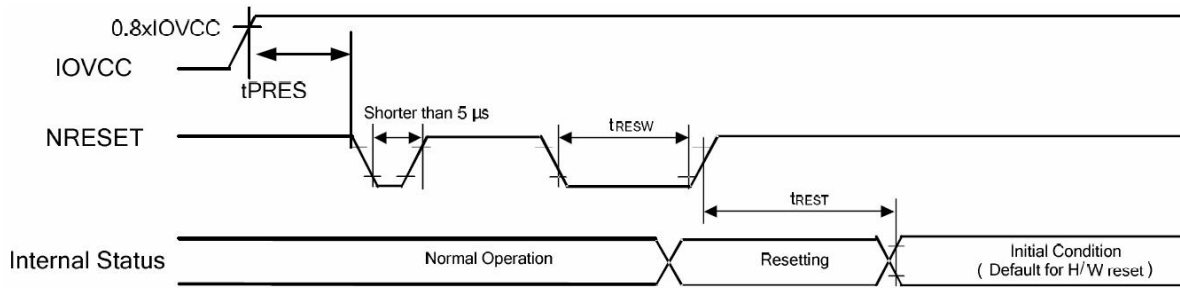 0.8xIOVCC
IOVCC
tPRES
Shorter than 5 µs
NRESET
tRESW
tREST
Internal Status
Normal Operation
Resetting
Initial Condition
( Default for H/W reset )